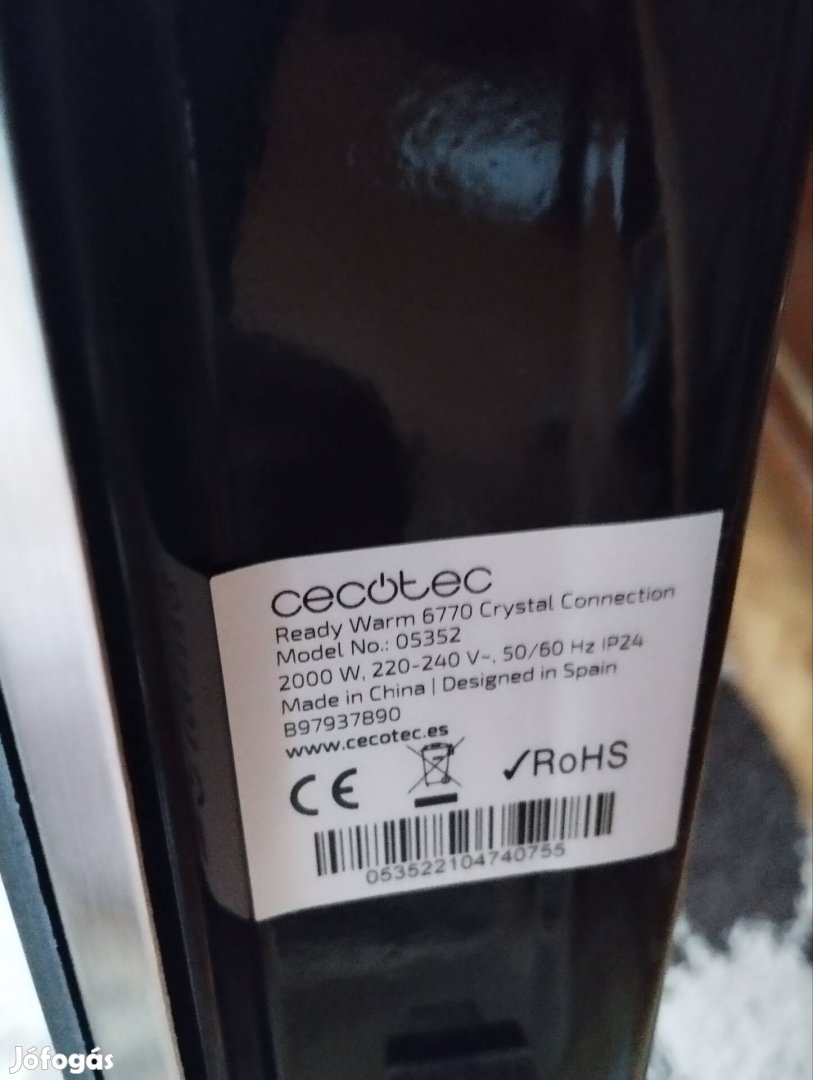 cecotec
Ready Warm 6770 Crystal Connection
Model No.: 05352
2000 W, 220-240 V~, 50/60 Hz IP24
Made in China | Designed in Spain
B97937890
www.cecotec.es
CE
✓RoHS
053522104740755
Jófogás